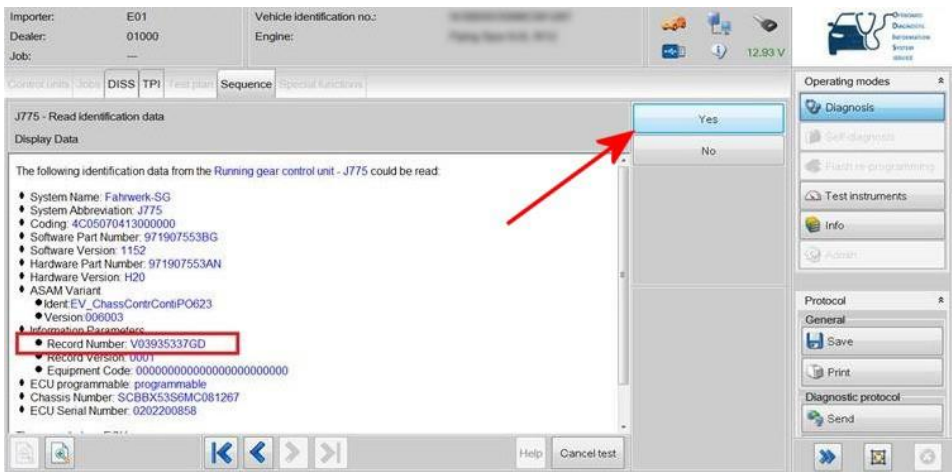 Importer: E01 Vehicle identification no.:
Dealer: 01000 Engine:
Job: ---
12.93 V
OFFBOARD
DIAGNOSTIC
INFORMATION
SYSTEM
SERVICE
Control units Jobs DISS TPI Test plan Sequence Special functions
J775 - Read identification data
Display Data
Yes
No
The following identification data from the Running gear control unit - J775 could be read:
System Name: Fahrwerk-SG
System Abbreviation: J775
Coding: 4C05070413000000
Software Part Number: 971907553BG
Software Version: 1152
Hardware Part Number: 971907553AN
Hardware Version: H20
ASAM Variant
Ident:EV_ChassContrContiPO623
Version:006003
Information Parameters
Record Number: V03935337GD
Record Version: 0001
Equipment Code: 00000000000000000000000
ECU programmable: programmable
Chassis Number: SCBBX53S6MC081267
ECU Serial Number: 0202200858
Help
Cancel test
Operating modes
Diagnosis
Self-diagnosis
Flash re-programming
Test instruments
Info
Admin
Protocol
General
Save
Print
Diagnostic protocol
Send